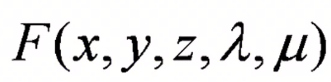 F(x, y, z, λ, μ)